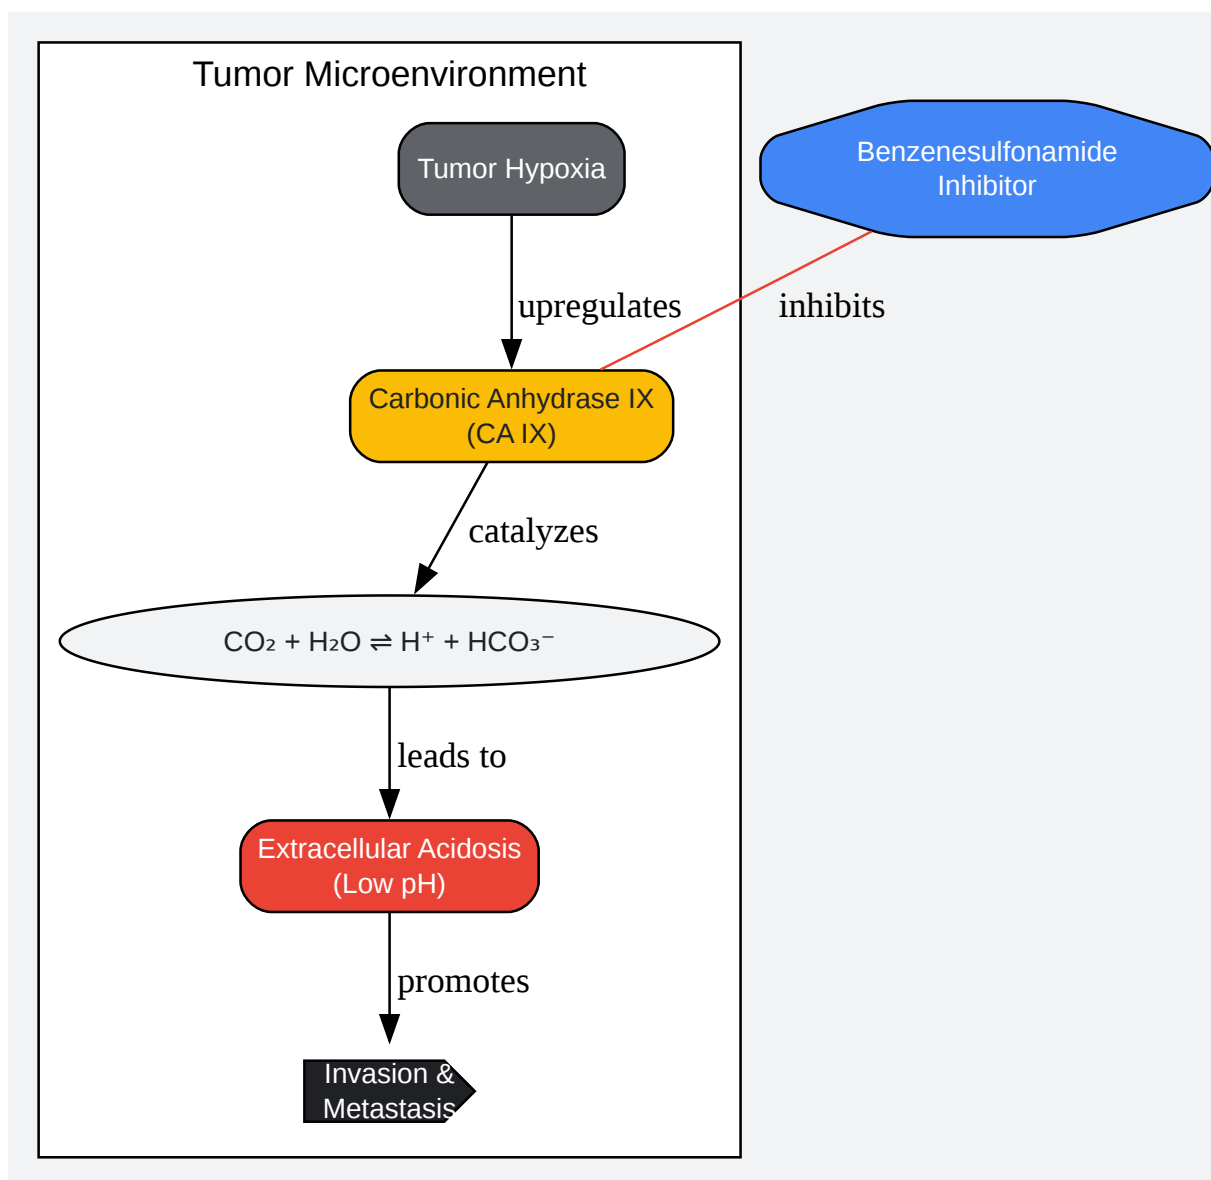 Tumor Microenvironment
Tumor Hypoxia
Benzenesulfonamide
Inhibitor
upregulates
inhibits
Carbonic Anhydrase IX
(CA IX)
catalyzes
CO₂ + H₂O ⇌ H⁺ + HCO₃⁻
leads to
Extracellular Acidosis
(Low pH)
promotes
Invasion &
Metastasis